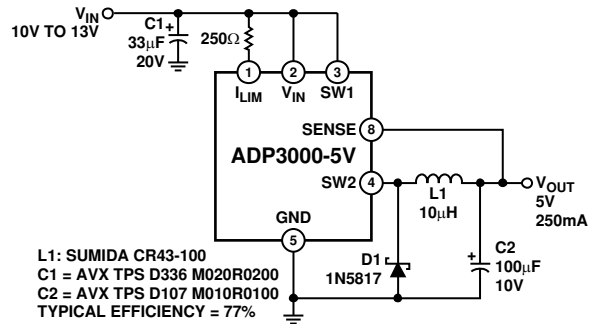 VIN
10V TO 13V
C1
+
33μF
20V
250Ω
1
2
3
ILIM
VIN
SW1
SENSE
8
ADP3000-5V
SW2
4
L1
10μH
VOUT
5V
250mA
GND
5
D1
1N5817
+
C2
100μF
10V
L1: SUMIDA CR43-100
C1 = AVX TPS D336 M020R0200
C2 = AVX TPS D107 M010R0100
TYPICAL EFFICIENCY = 77%